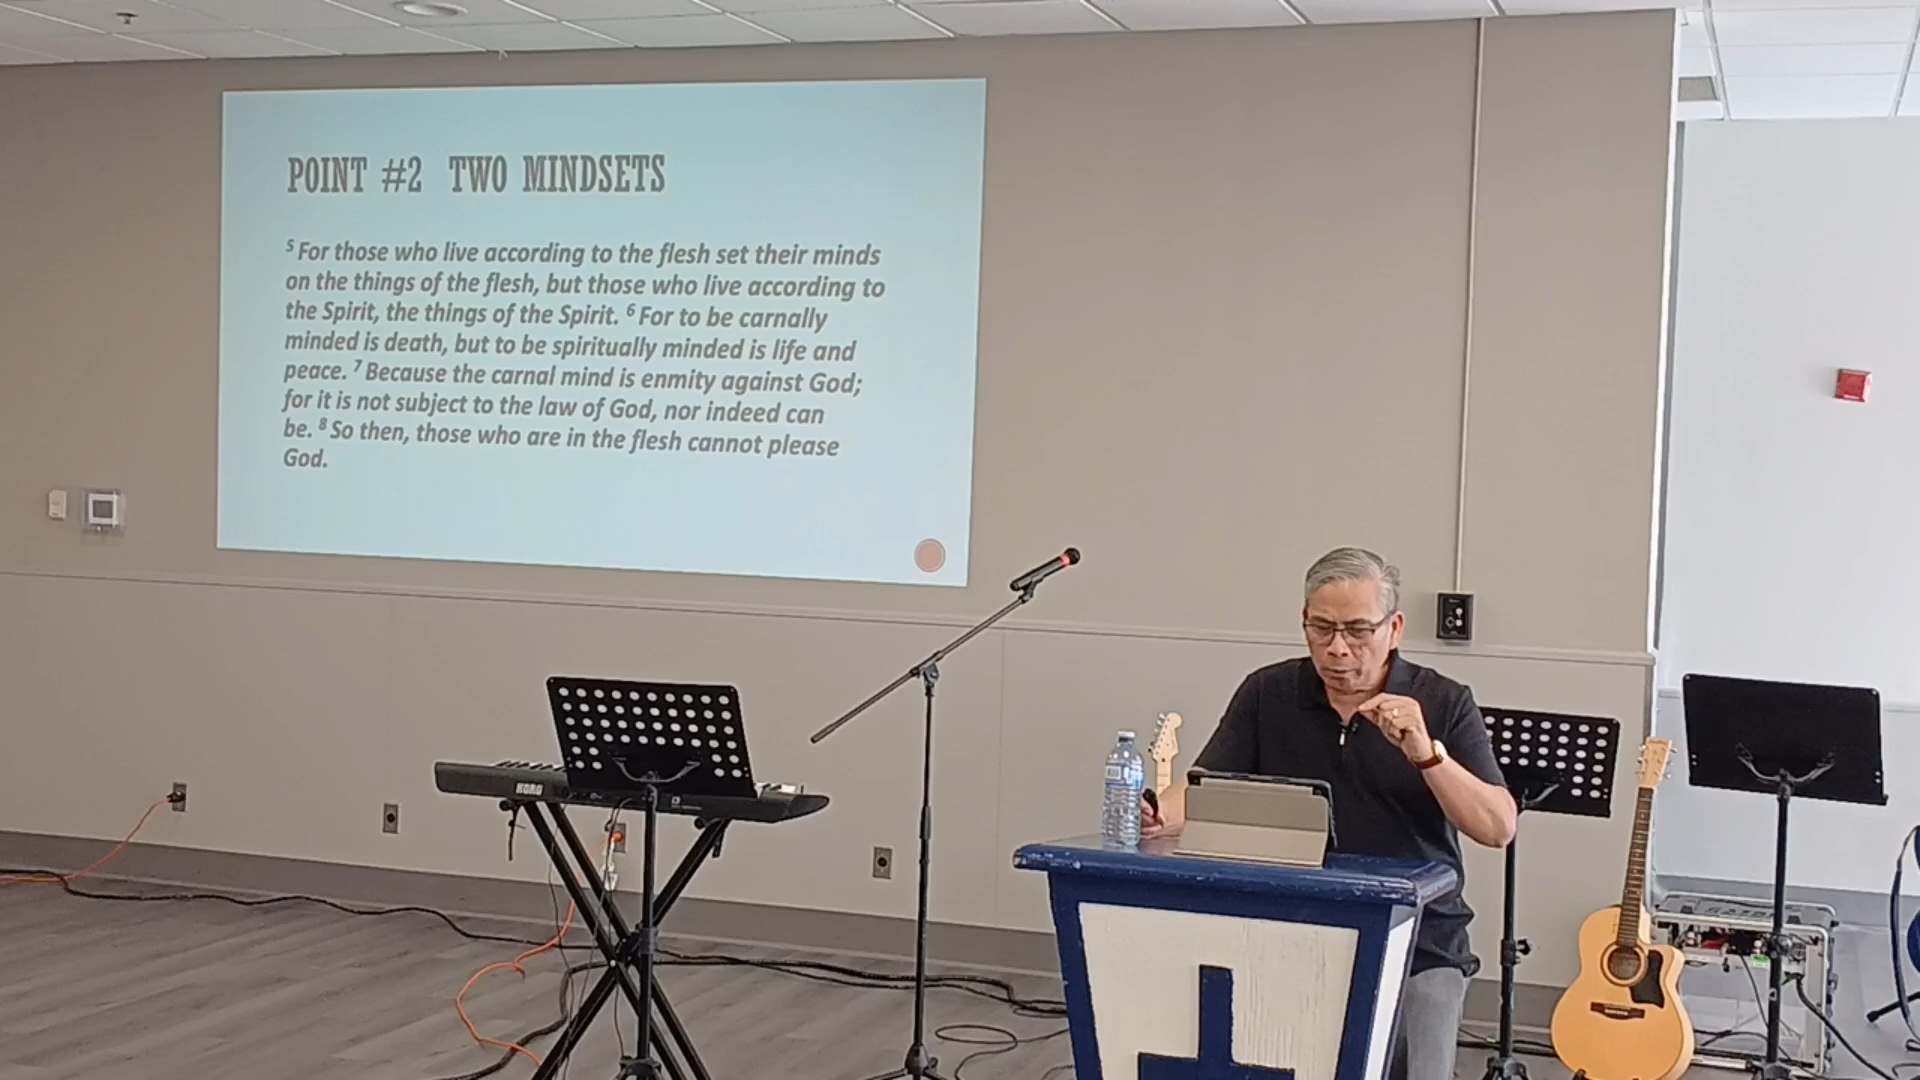 POINT #2 TWO MINDSETS
5 For those who live according to the flesh set their minds
on the things of the flesh, but those who live according to
the Spirit, the things of the Spirit. 6 For to be carnally
minded is death, but to be spiritually minded is life and
peace. 7 Because the carnal mind is enmity against God;
for it is not subject to the law of God, nor indeed can
be. 8 So then, those who are in the flesh cannot please
God.
KORG